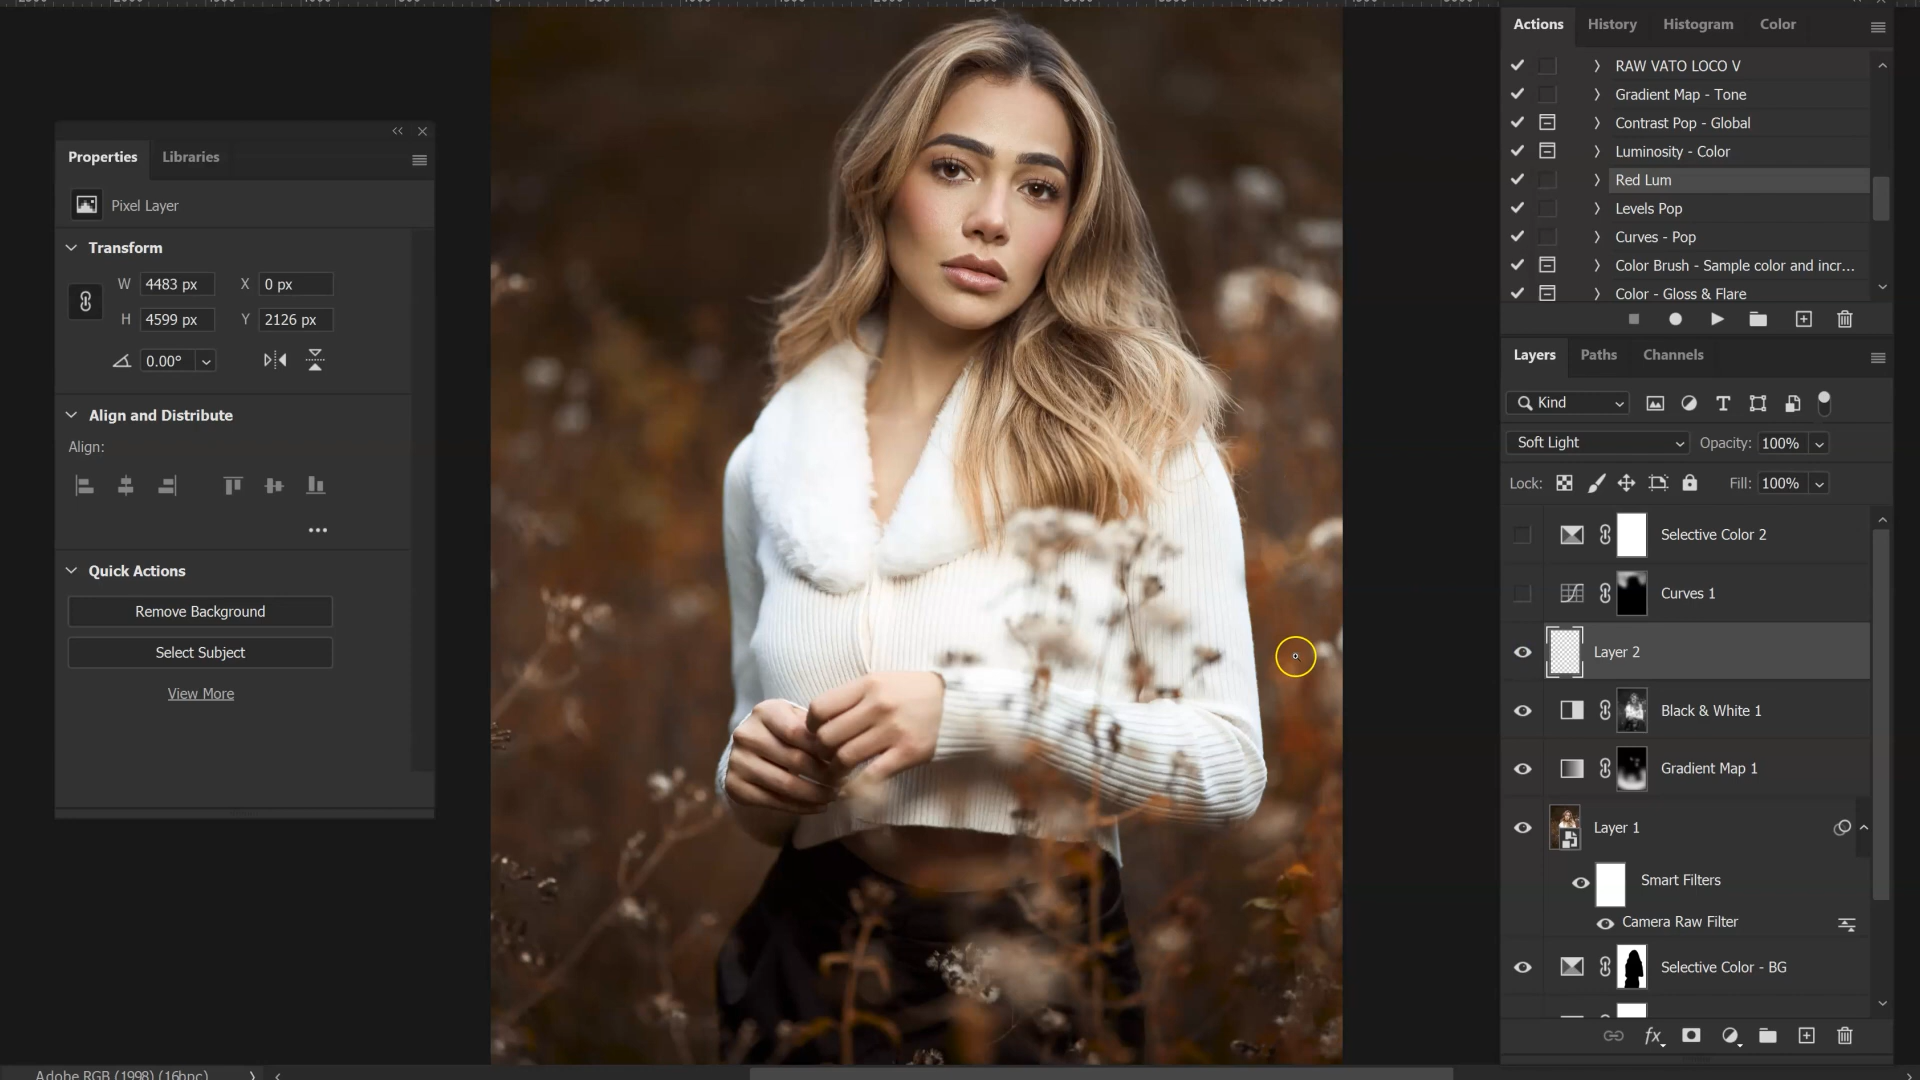 Properties
Libraries
Pixel Layer
Transform
W 4483 px X 0 px
H 4599 px Y 2126 px
0.00°
Align and Distribute
Align:
Quick Actions
Remove Background
Select Subject
View More
Adobe RGB (1998) (16bpc)
Actions History Histogram Color
RAW VATO LOCO V
Gradient Map - Tone
Contrast Pop - Global
Luminosity - Color
Red Lum
Levels Pop
Curves - Pop
Color Brush - Sample color and incr...
Color - Gloss & Flare
Layers Paths Channels
Kind
Soft Light Opacity: 100%
Lock: Fill: 100%
Selective Color 2
Curves 1
Layer 2
Black & White 1
Gradient Map 1
Layer 1
Smart Filters
Camera Raw Filter
Selective Color - BG
fx